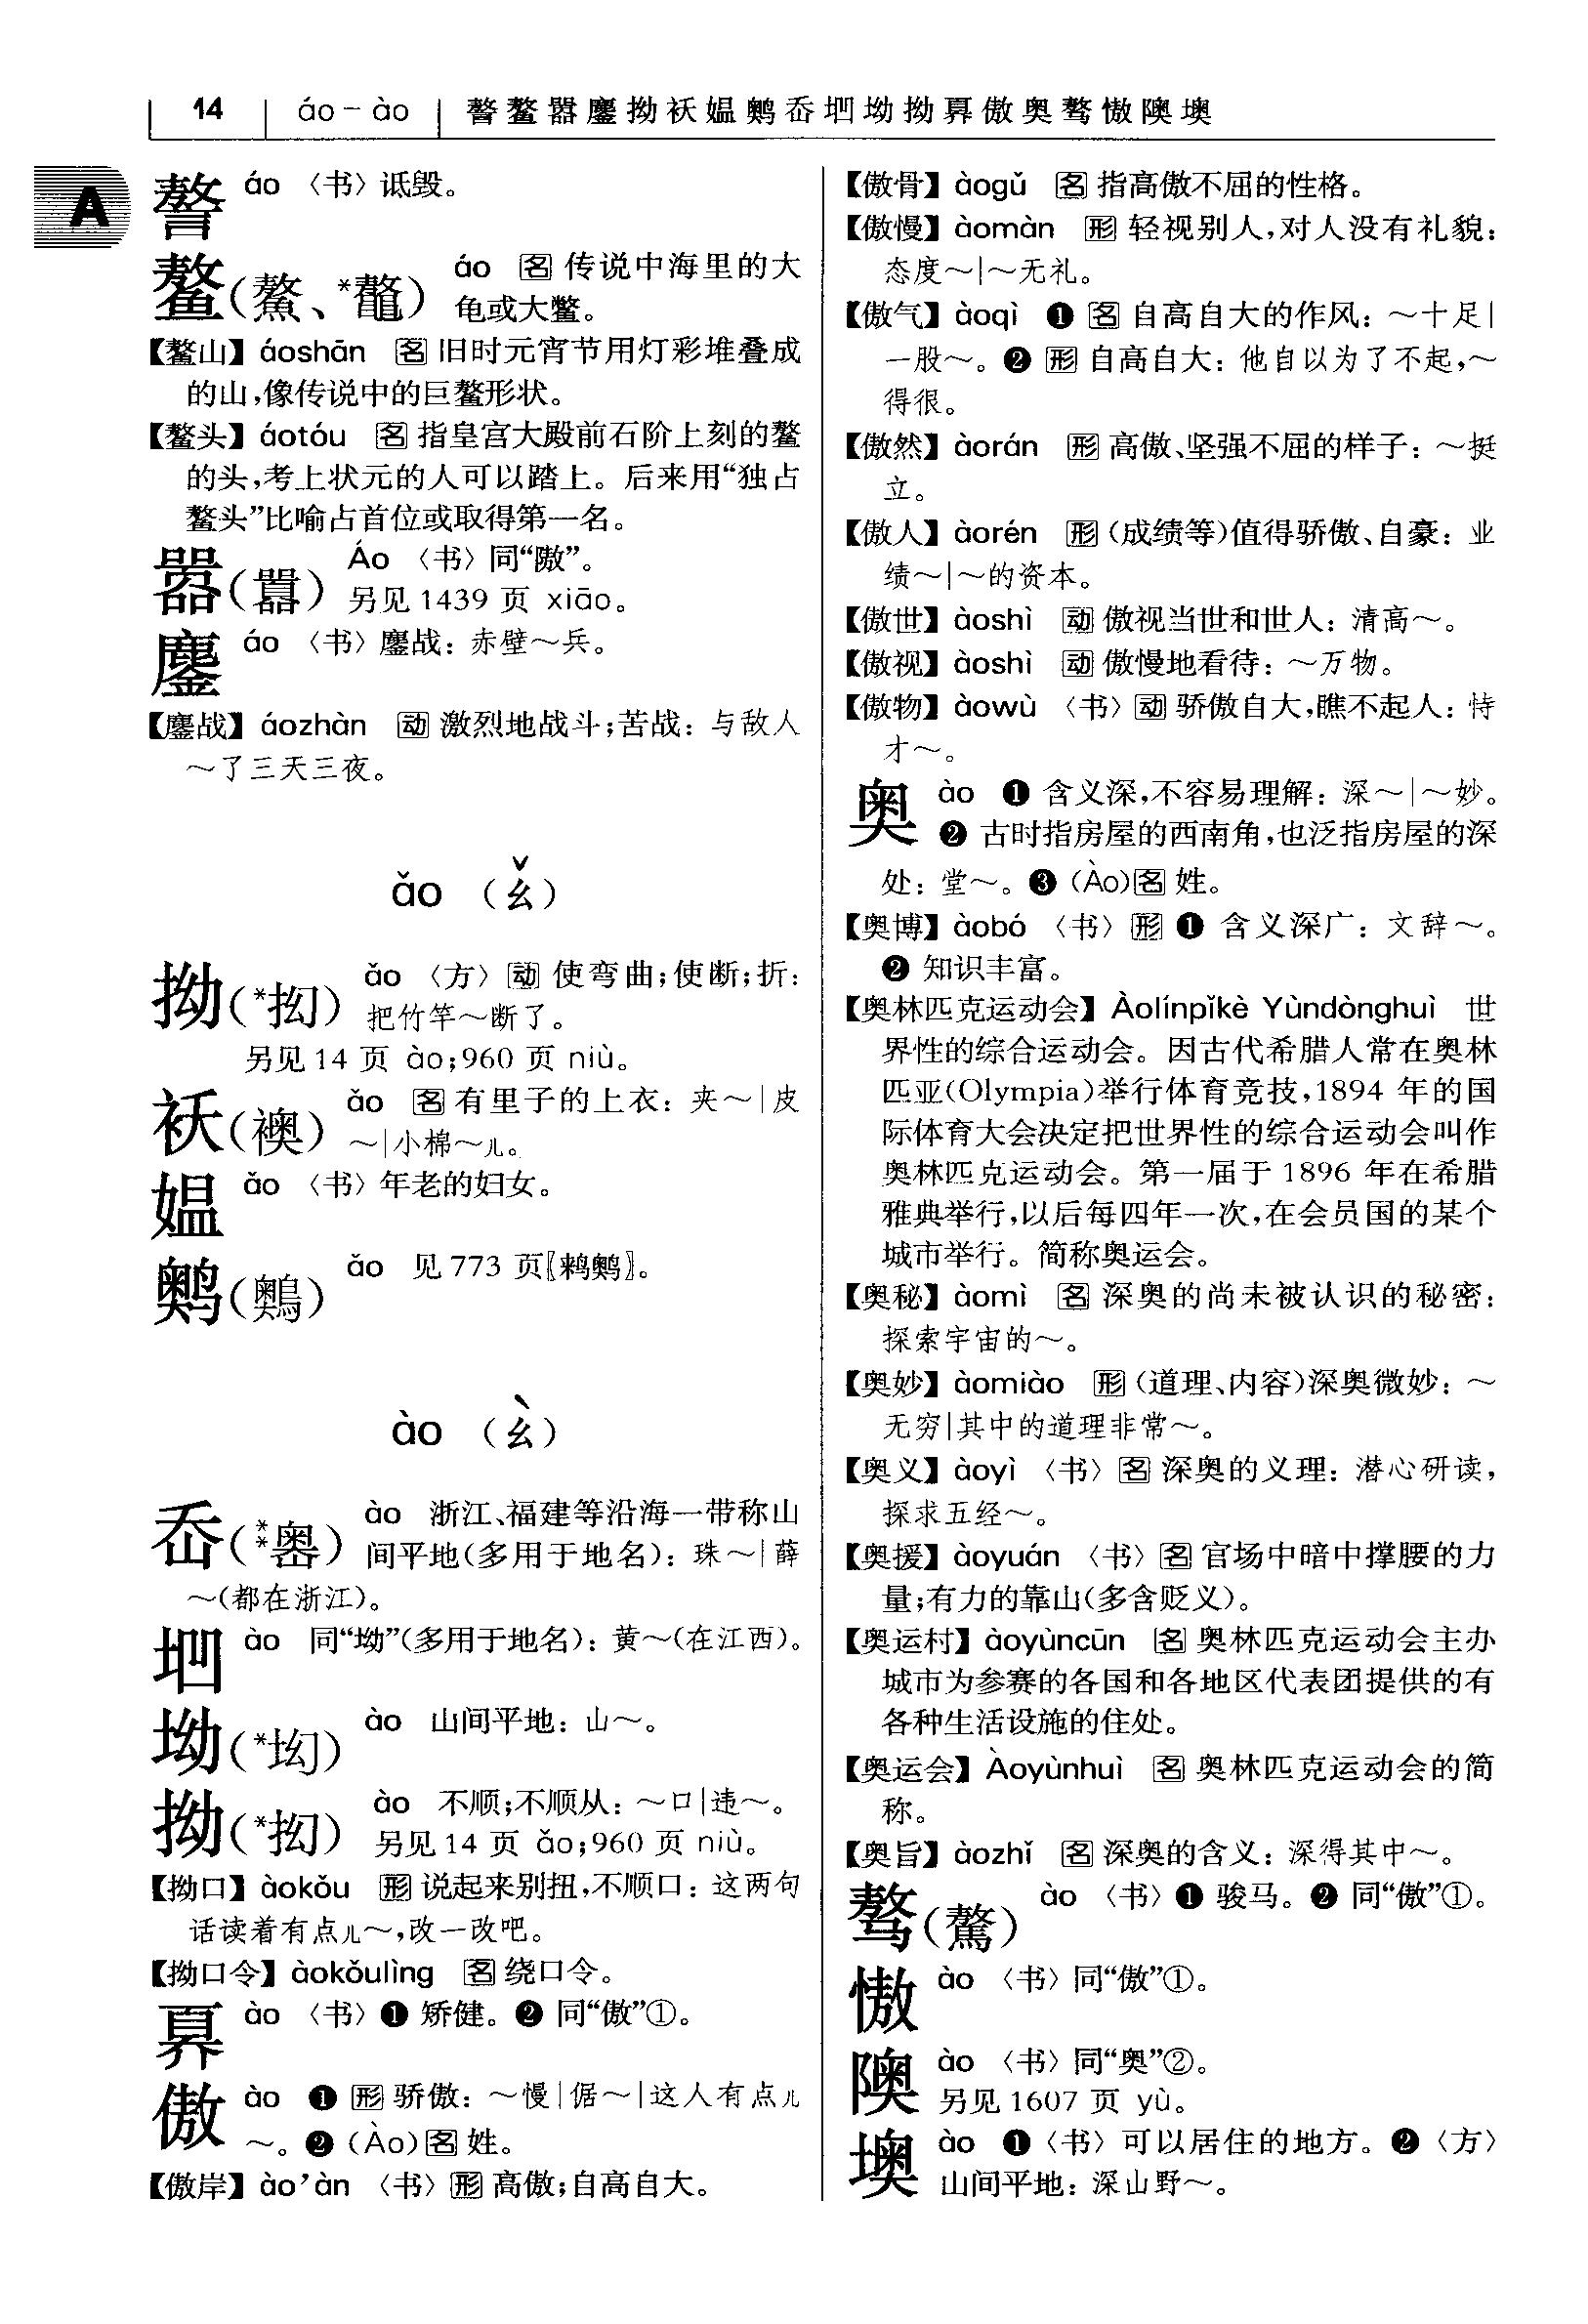 14 áo－ào 謷鳌嚣鏖拗袄媪䴈岙垇坳拗奡傲奥骜慠隩墺
A
謷 áo 〈书〉诋毁。
鳌(鰲、*鼇) áo 名 传说中海里的大
龟或大鳖。
【鳌山】áoshān 名 旧时元宵节用灯彩堆叠成
的山,像传说中的巨鳌形状。
【鳌头】áotóu 名 指皇宫大殿前石阶上刻的鳌
的头,考上状元的人可以踏上。后来用“独占
鳌头”比喻占首位或取得第一名。
嚣(囂) Áo 〈书〉同“隞”。
另见 1439 页 xiāo。
鏖 áo 〈书〉鏖战：赤壁～兵。
【鏖战】áozhàn 动 激烈地战斗;苦战：与敌人
～了三天三夜。
ǎo (ㄠˇ)
拗(*抝) ǎo 〈方〉动 使弯曲;使断;折：
把竹竿～断了。
另见 14 页 ào;960 页 niù。
袄(襖) ǎo 名 有里子的上衣：夹～|皮
～|小棉～儿。
媪 ǎo 〈书〉年老的妇女。
䴈(鷔) ǎo 见 773 页〖鸫䴈〗。
ào (ㄠˋ)
岙(**嶴) ào 浙江、福建等沿海一带称山
间平地(多用于地名)：珠～|薛
～(都在浙江)。
垇 ào 同“坳”(多用于地名)：黄～(在江西)。
坳(*㘭) ào 山间平地：山～。
拗(*抝) ào 不顺;不顺从：～口|违～。
另见 14 页 ǎo;960 页 niù。
【拗口】àokǒu 形 说起来别扭,不顺口：这两句
话读着有点儿～,改一改吧。
【拗口令】àokǒulìng 名 绕口令。
奡 ào 〈书〉❶ 矫健。❷ 同“傲”①。
傲 ào ❶ 形 骄傲：～慢|倨～|这人有点儿
～。❷ (Ào)名 姓。
【傲岸】ào’àn 〈书〉形 高傲;自高自大。
【傲骨】àogǔ 名 指高傲不屈的性格。
【傲慢】àomàn 形 轻视别人,对人没有礼貌：
态度～|～无礼。
【傲气】àoqì ❶ 名 自高自大的作风：～十足|
一股～。❷ 形 自高自大：他自以为了不起,～
得很。
【傲然】àorán 形 高傲、坚强不屈的样子：～挺
立。
【傲人】àorén 形 (成绩等)值得骄傲、自豪：业
绩～|～的资本。
【傲世】àoshì 动 傲视当世和世人：清高～。
【傲视】àoshì 动 傲慢地看待：～万物。
【傲物】àowù 〈书〉动 骄傲自大,瞧不起人：恃
才～。
奥 ào ❶ 含义深,不容易理解：深～|～妙。
❷ 古时指房屋的西南角,也泛指房屋的深
处：堂～。❸ (Ào)名 姓。
【奥博】àobó 〈书〉形 ❶ 含义深广：文辞～。
❷ 知识丰富。
【奥林匹克运动会】Àolínpǐkè Yùndònghuì 世
界性的综合运动会。因古代希腊人常在奥林
匹亚(Olympia)举行体育竞技,1894 年的国
际体育大会决定把世界性的综合运动会叫作
奥林匹克运动会。第一届于 1896 年在希腊
雅典举行,以后每四年一次,在会员国的某个
城市举行。简称奥运会。
【奥秘】àomì 名 深奥的尚未被认识的秘密：
探索宇宙的～。
【奥妙】àomiào 形 (道理、内容)深奥微妙：～
无穷|其中的道理非常～。
【奥义】àoyì 〈书〉名 深奥的义理：潜心研读,
探求五经～。
【奥援】àoyuán 〈书〉名 官场中暗中撑腰的力
量;有力的靠山(多含贬义)。
【奥运村】àoyùncūn 名 奥林匹克运动会主办
城市为参赛的各国和各地区代表团提供的有
各种生活设施的住处。
【奥运会】Àoyùnhuì 名 奥林匹克运动会的简
称。
【奥旨】àozhǐ 名 深奥的含义：深得其中～。
骜(驁) ào 〈书〉❶ 骏马。❷ 同“傲”①。
慠 ào 〈书〉同“傲”①。
隩 ào 〈书〉同“奥”②。
另见 1607 页 yù。
墺 ào ❶〈书〉可以居住的地方。❷〈方〉
山间平地：深山野～。